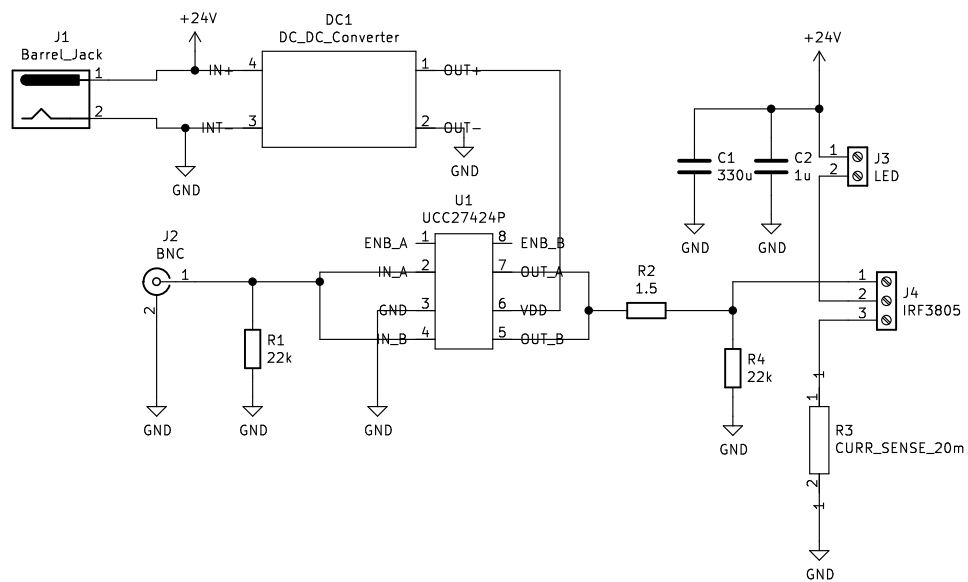 +24V
J1
Barrel_Jack
1
2
DC1
DC_DC_Converter
IN+ 4
1 OUT+
INT- 3
2 OUT-
GND
GND
+24V
C1
330u
C2
1u
GND
GND
1
2
J3
LED
J2
BNC
1
2
GND
R1
22k
GND
U1
UCC27424P
ENB_A 1
8 ENB_B
IN_A 2
7 OUT_A
GND 3
6 VDD
IN_B 4
5 OUT_B
GND
R2
1.5
R4
22k
GND
1
2
3
J4
IRF3805
1
1
R3
CURR_SENSE_20m
2
1
GND